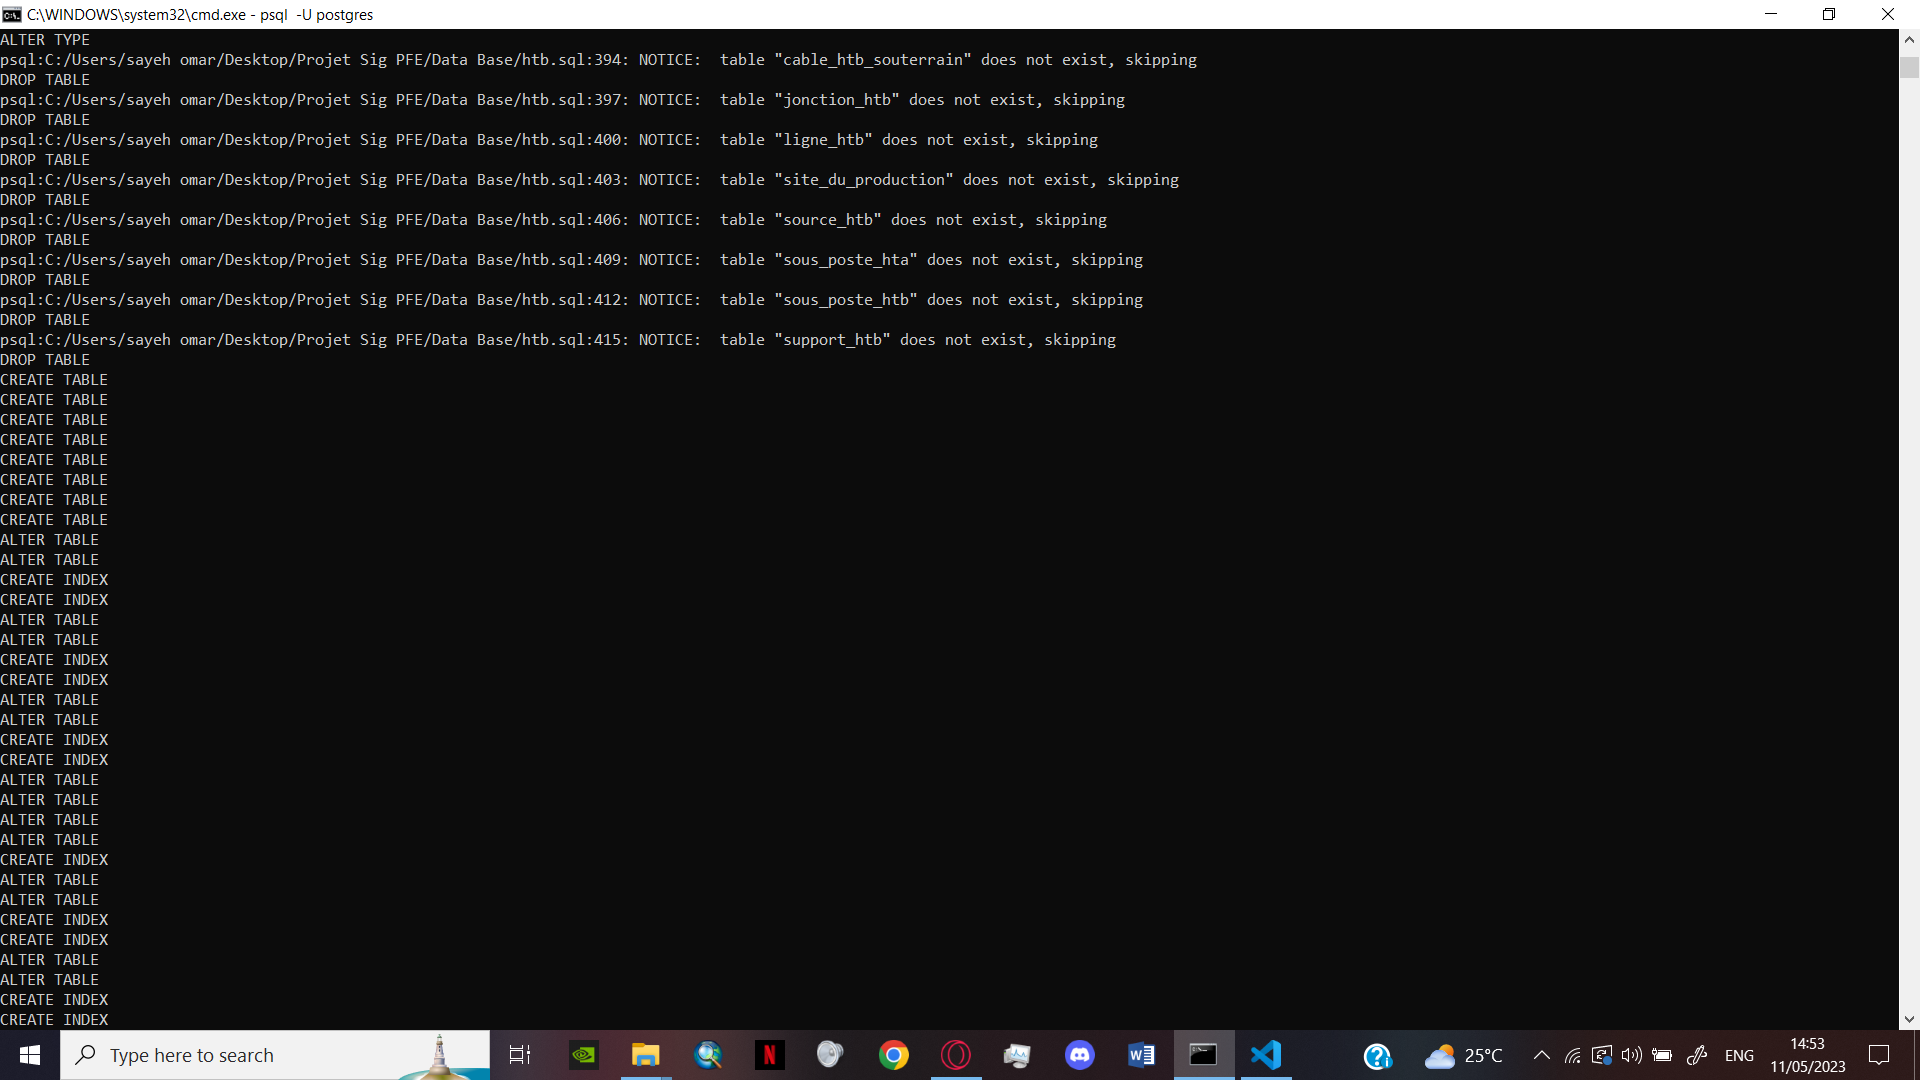 C:\WINDOWS\system32\cmd.exe - psql  -U postgres
ALTER TYPE
psql:C:/Users/sayeh omar/Desktop/Projet Sig PFE/Data Base/htb.sql:394: NOTICE:  table "cable_htb_souterrain" does not exist, skipping
DROP TABLE
psql:C:/Users/sayeh omar/Desktop/Projet Sig PFE/Data Base/htb.sql:397: NOTICE:  table "jonction_htb" does not exist, skipping
DROP TABLE
psql:C:/Users/sayeh omar/Desktop/Projet Sig PFE/Data Base/htb.sql:400: NOTICE:  table "ligne_htb" does not exist, skipping
DROP TABLE
psql:C:/Users/sayeh omar/Desktop/Projet Sig PFE/Data Base/htb.sql:403: NOTICE:  table "site_du_production" does not exist, skipping
DROP TABLE
psql:C:/Users/sayeh omar/Desktop/Projet Sig PFE/Data Base/htb.sql:406: NOTICE:  table "source_htb" does not exist, skipping
DROP TABLE
psql:C:/Users/sayeh omar/Desktop/Projet Sig PFE/Data Base/htb.sql:409: NOTICE:  table "sous_poste_hta" does not exist, skipping
DROP TABLE
psql:C:/Users/sayeh omar/Desktop/Projet Sig PFE/Data Base/htb.sql:412: NOTICE:  table "sous_poste_htb" does not exist, skipping
DROP TABLE
psql:C:/Users/sayeh omar/Desktop/Projet Sig PFE/Data Base/htb.sql:415: NOTICE:  table "support_htb" does not exist, skipping
DROP TABLE
CREATE TABLE
CREATE TABLE
CREATE TABLE
CREATE TABLE
CREATE TABLE
CREATE TABLE
CREATE TABLE
CREATE TABLE
ALTER TABLE
ALTER TABLE
CREATE INDEX
CREATE INDEX
ALTER TABLE
ALTER TABLE
CREATE INDEX
CREATE INDEX
ALTER TABLE
ALTER TABLE
CREATE INDEX
CREATE INDEX
ALTER TABLE
ALTER TABLE
ALTER TABLE
ALTER TABLE
CREATE INDEX
ALTER TABLE
ALTER TABLE
CREATE INDEX
CREATE INDEX
ALTER TABLE
ALTER TABLE
CREATE INDEX
CREATE INDEX
Type here to search
25°C
ENG
14:53
11/05/2023